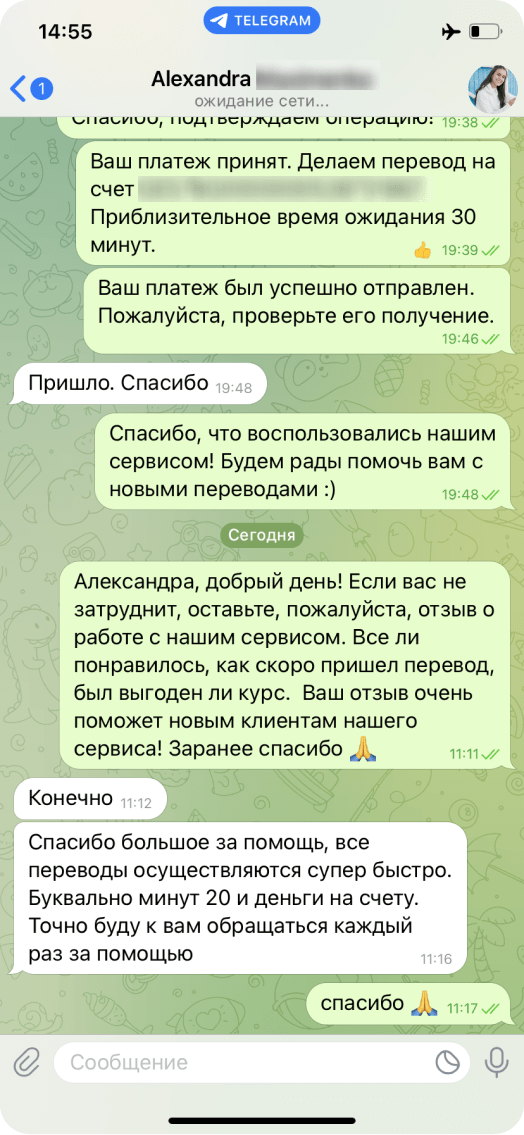 14:55
TELEGRAM
1
Alexandra
ожидание сети...
Спасибо, подтверждаем операцию! 19:38
Ваш платеж принят. Делаем перевод на
счет
Приблизительное время ожидания 30
минут.
👍 19:39
Ваш платеж был успешно отправлен.
Пожалуйста, проверьте его получение.
19:46
Пришло. Спасибо 19:48
Спасибо, что воспользовались нашим
сервисом! Будем рады помочь вам с
новыми переводами :)
19:48
Сегодня
Александра, добрый день! Если вас не
затруднит, оставьте, пожалуйста, отзыв о
работе с нашим сервисом. Все ли
понравилось, как скоро пришел перевод,
был выгоден ли курс.  Ваш отзыв очень
поможет новым клиентам нашего
сервиса! Заранее спасибо 🙏
11:11
Конечно 11:12
Спасибо большое за помощь, все
переводы осуществляются супер быстро.
Буквально минут 20 и деньги на счету.
Точно буду к вам обращаться каждый
раз за помощью
11:16
спасибо 🙏 11:17
Сообщение